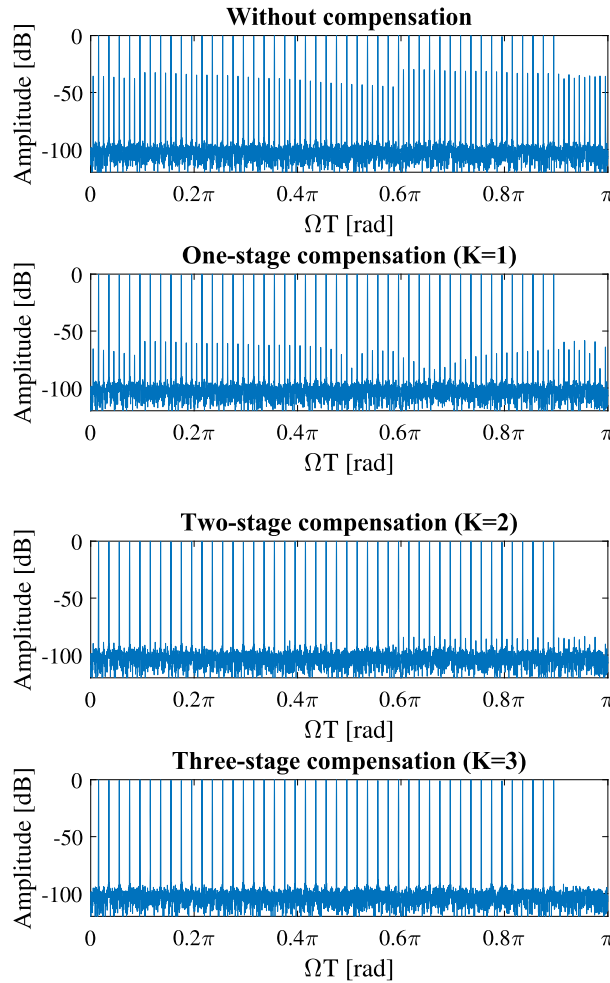 Without compensation
0
-50
-100
Amplitude [dB]
0 0.2π 0.4π 0.6π 0.8π π
ΩT [rad]
One-stage compensation (K=1)
0
-50
-100
Amplitude [dB]
0 0.2π 0.4π 0.6π 0.8π π
ΩT [rad]
Two-stage compensation (K=2)
0
-50
-100
Amplitude [dB]
0 0.2π 0.4π 0.6π 0.8π π
ΩT [rad]
Three-stage compensation (K=3)
0
-50
-100
Amplitude [dB]
0 0.2π 0.4π 0.6π 0.8π π
ΩT [rad]